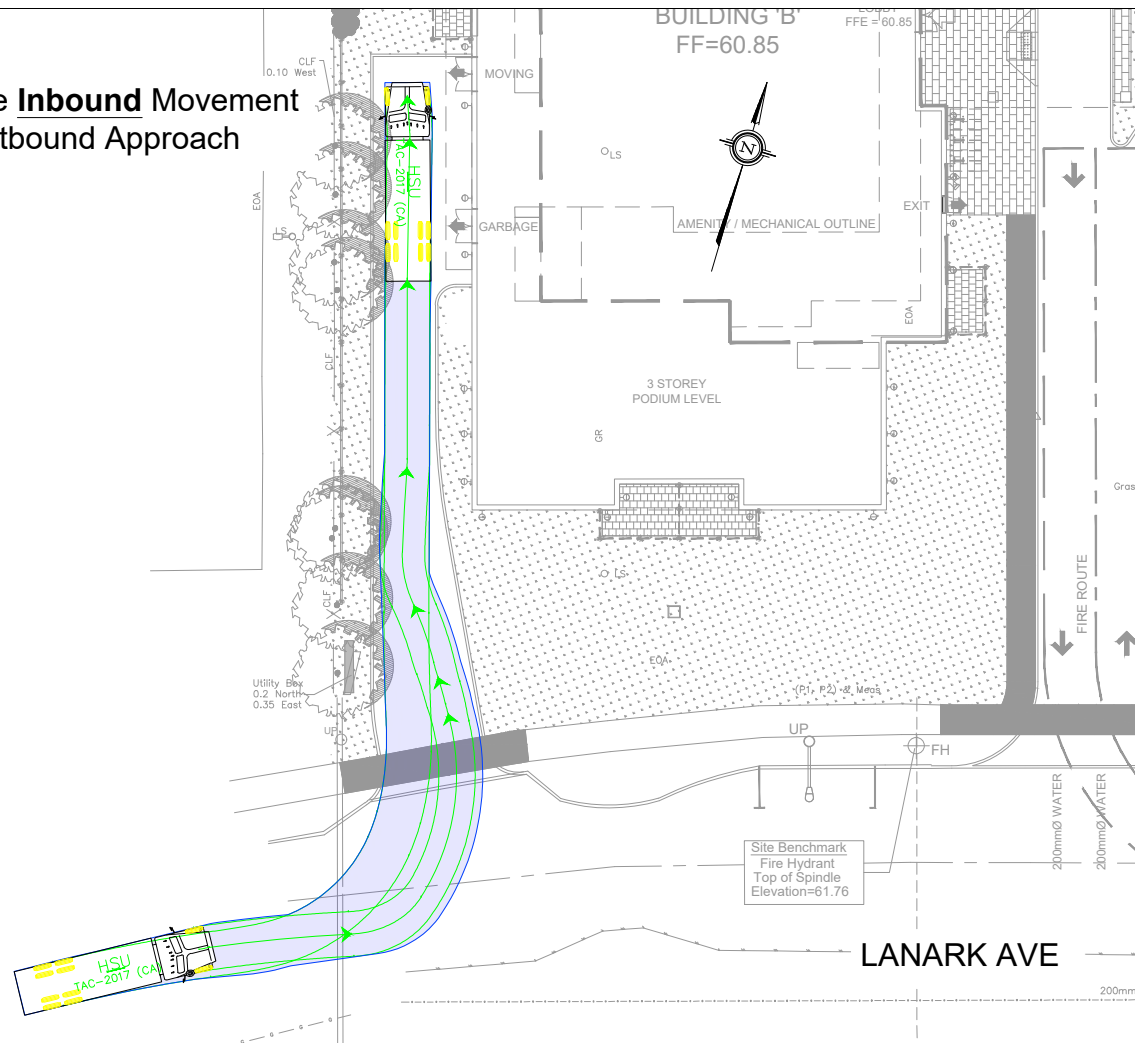 BUILDING 'B'
FF=60.85
FFE = 60.85
CLF
0.10 West
MOVING
e Inbound Movement
tbound Approach
HSU
TAC-2017 (CA)
LS
N
EOA
EXIT
LS
GARBAGE
AMENITY / MECHANICAL OUTLINE
EOA
CLF
3 STOREY
PODIUM LEVEL
GR
Gras
LS
CLF
FIRE ROUTE
EOA
Utility Box
0.2 North
0.35 East
(P1, P2) & Meas
UP
UP
FH
200mmØ WATER
200mmØ WATER
Site Benchmark
Fire Hydrant
Top of Spindle
Elevation=61.76
LANARK AVE
HSU
TAC-2017 (CA)
200mm